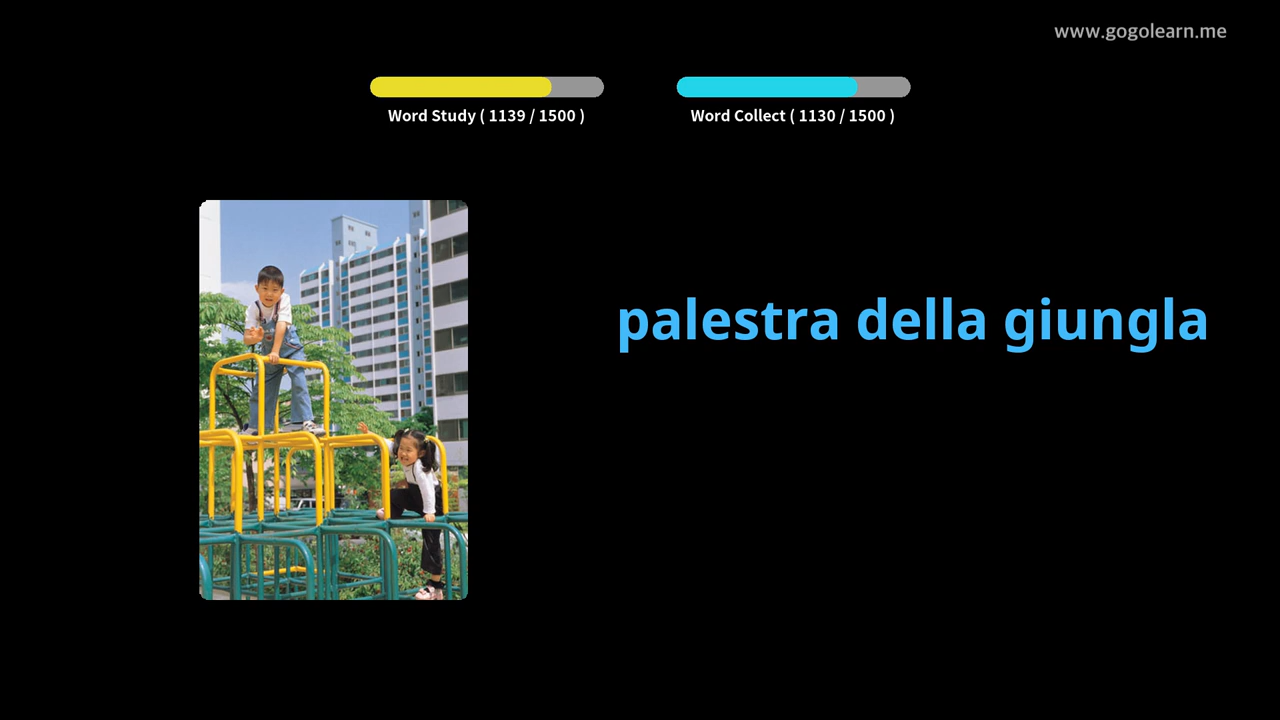 www.gogolearn.me
Word Study ( 1139 / 1500 )
Word Collect ( 1130 / 1500 )
palestra della giungla